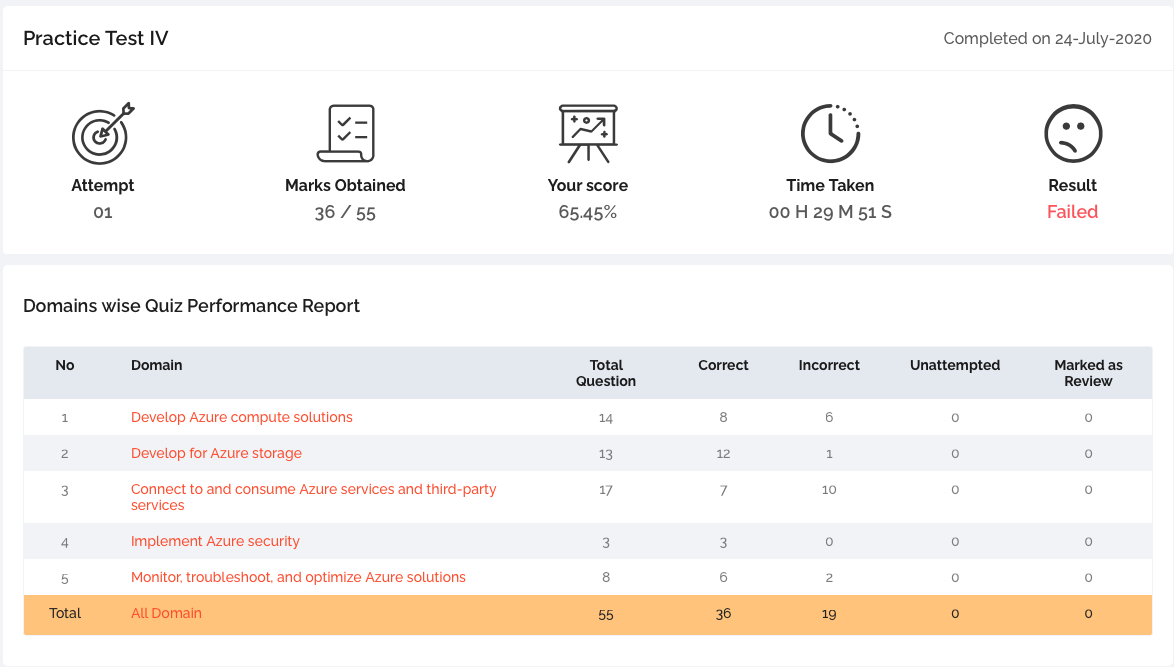 Practice Test IV
Completed on 24-July-2020
Attempt
01
Marks Obtained
36 / 55
Your score
65.45%
Time Taken
00 H 29 M 51 S
Result
Failed
Domains wise Quiz Performance Report
No Domain Total Question Correct Incorrect Unattempted Marked as Review
1 Develop Azure compute solutions 14 8 6 0 0
2 Develop for Azure storage 13 12 1 0 0
3 Connect to and consume Azure services and third-party services 17 7 10 0 0
4 Implement Azure security 3 3 0 0 0
5 Monitor, troubleshoot, and optimize Azure solutions 8 6 2 0 0
Total All Domain 55 36 19 0 0